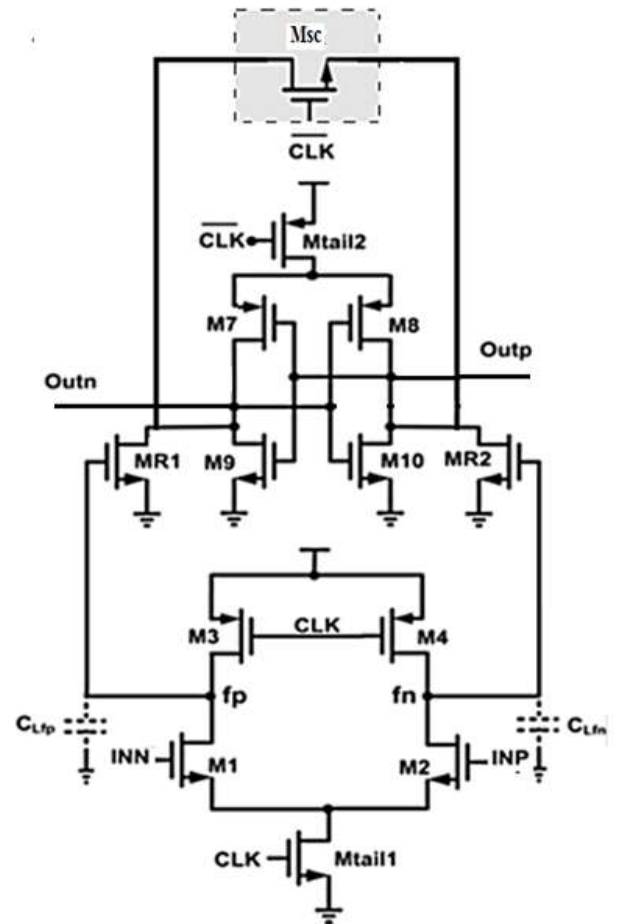 Msc
CLK
CLK
Mtail2
M7
M8
Outp
Outn
MR1
M9
M10
MR2
M3
CLK
M4
fp
fn
CLfp
CLfn
INN
M1
M2
INP
CLK
Mtail1